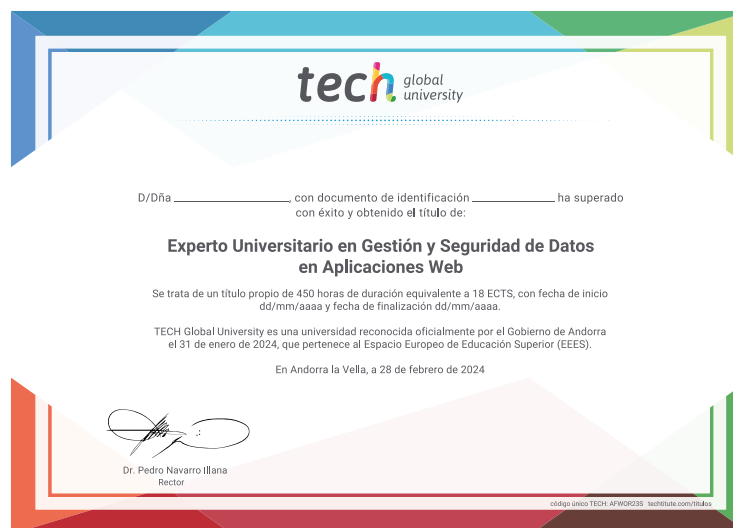 tech global
university
D/Dña ____________________, con documento de identificación ______________ ha superado
con éxito y obtenido el título de:
Experto Universitario en Gestión y Seguridad de Datos
en Aplicaciones Web
Se trata de un título propio de 450 horas de duración equivalente a 18 ECTS, con fecha de inicio
dd/mm/aaaa y fecha de finalización dd/mm/aaaa.
TECH Global University es una universidad reconocida oficialmente por el Gobierno de Andorra
el 31 de enero de 2024, que pertenece al Espacio Europeo de Educación Superior (EEES).
En Andorra la Vella, a 28 de febrero de 2024
Dr. Pedro Navarro Illana
Rector
código único TECH: AFWOR23S techtitute.com/titulos